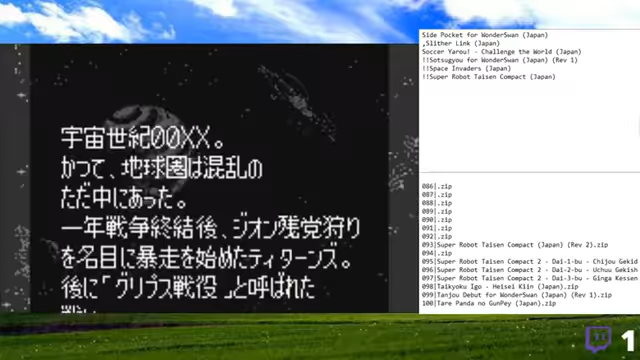 宇宙世紀00XX。
かつて、地球圏は混乱の
ただ中にあった。
一年戦争終結後、ジオン残党狩り
を名目に暴走を始めたティターンズ。
後に「グリプス戦役」と呼ばれた
Side Pocket for WonderSwan (Japan)
,Slither Link (Japan)
Soccer Yarou! - Challenge the World (Japan)
!!Sotsugyou for WonderSwan (Japan) (Rev 1)
!!Space Invaders (Japan)
!!Super Robot Taisen Compact (Japan)
086|.zip
087|.zip
088|.zip
089|.zip
090|.zip
091|.zip
092|.zip
093|Super Robot Taisen Compact (Japan) (Rev 2).zip
094|.zip
095|Super Robot Taisen Compact 2 - Dai-1-bu - Chijou Gekid
096|Super Robot Taisen Compact 2 - Dai-2-bu - Uchuu Gekish
097|Super Robot Taisen Compact 2 - Dai-3-bu - Ginga Kessen
098|Taikyoku Igo - Heisei Kiin (Japan).zip
099|Tanjou Debut for WonderSwan (Japan) (Rev 1).zip
100|Tare Panda no GunPey (Japan).zip
1